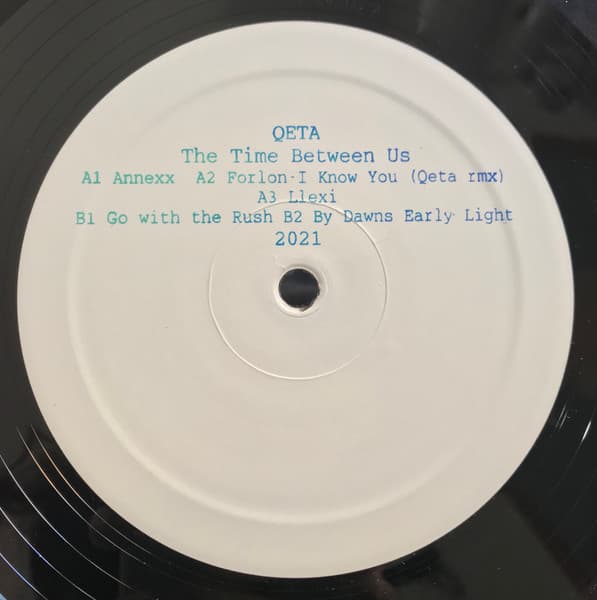 QETA
The Time Between Us
A1 Annexx A2 Forlon-I Know You (Qeta rmx)
A3 Llexi
B1 Go with the Rush B2 By Dawns Early Light
2021